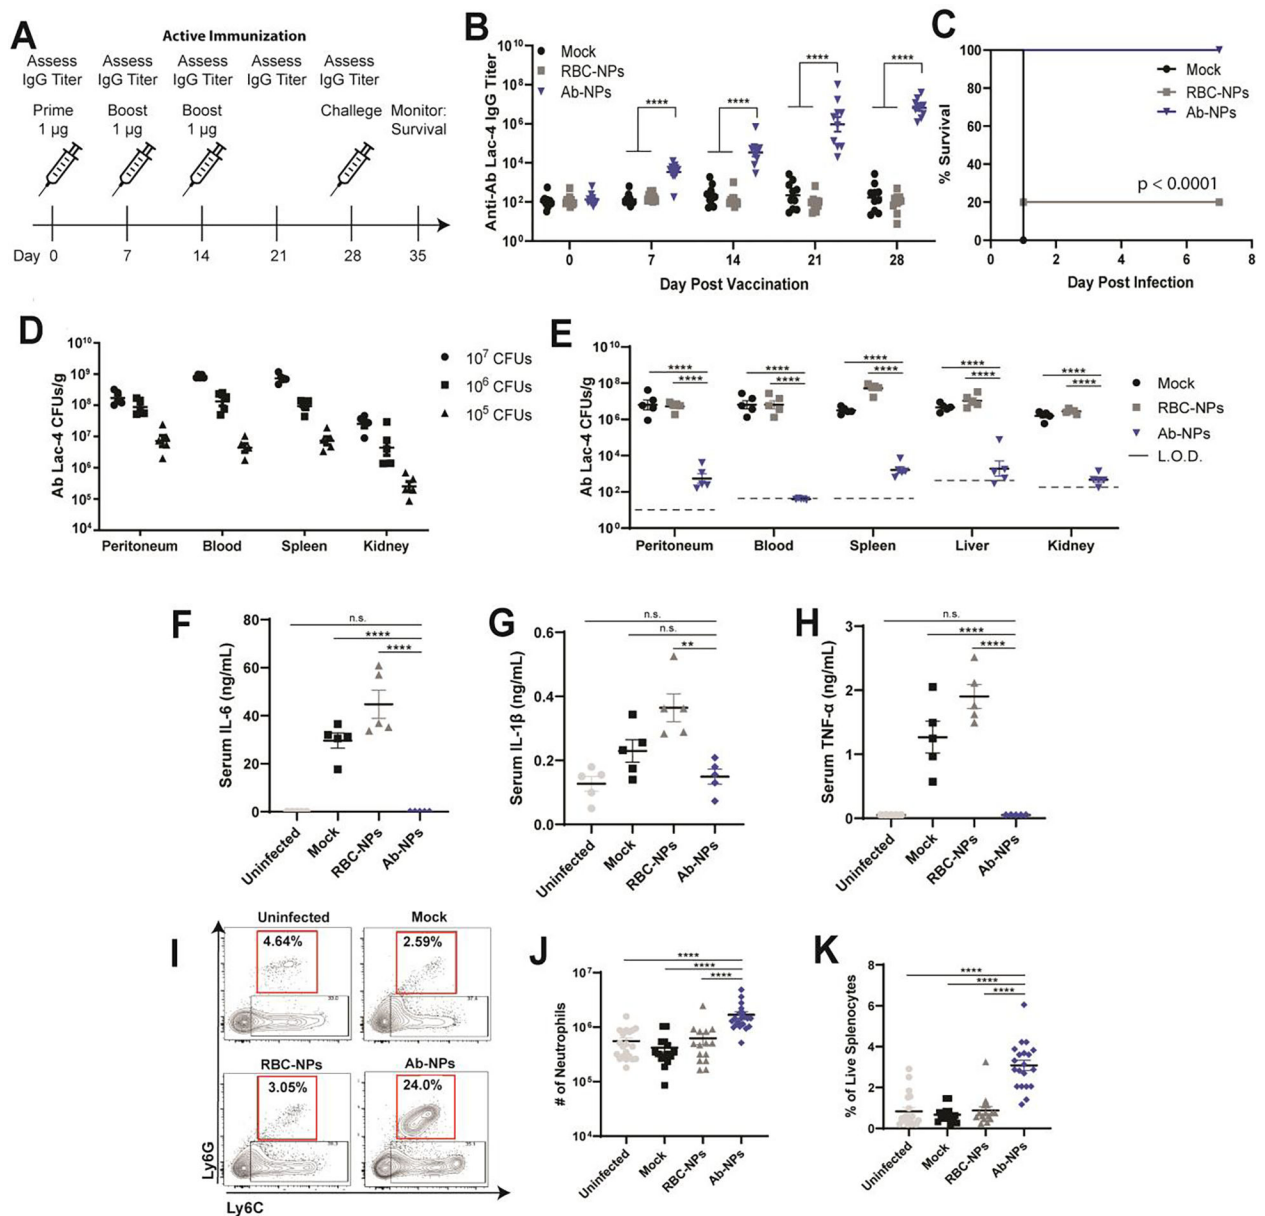 A
Active Immunization
Assess IgG Titer
Assess IgG Titer
Assess IgG Titer
Assess IgG Titer
Assess IgG Titer
Prime 1 µg
Boost 1 µg
Boost 1 µg
Challege
Monitor: Survival
Day 0 7 14 21 28 35
B
Anti-Ab Lac-4 IgG Titer
10^10
10^8
10^6
10^4
10^2
10^0
Mock
RBC-NPs
Ab-NPs
****
****
****
****
0 7 14 21 28
Day Post Vaccination
C
% Survival
100
80
60
40
20
0
Mock
RBC-NPs
Ab-NPs
p < 0.0001
0 2 4 6 8
Day Post Infection
D
Ab Lac-4 CFUs/g
10^10
10^9
10^8
10^7
10^6
10^5
10^4
10^7 CFUs
10^6 CFUs
10^5 CFUs
Peritoneum Blood Spleen Kidney
E
Ab Lac-4 CFUs/g
10^10
10^8
10^6
10^4
10^2
10^0
****
****
****
****
****
****
****
****
****
****
Mock
RBC-NPs
Ab-NPs
L.O.D.
Peritoneum Blood Spleen Liver Kidney
F
Serum IL-6 (ng/mL)
80
60
40
20
0
n.s.
****
****
Uninfected Mock RBC-NPs Ab-NPs
G
Serum IL-1β (ng/mL)
0.6
0.4
0.2
0.0
n.s.
n.s.
**
Uninfected Mock RBC-NPs Ab-NPs
H
Serum TNF-α (ng/mL)
3
2
1
0
n.s.
****
****
Uninfected Mock RBC-NPs Ab-NPs
I
Uninfected
4.64%
Mock
2.59%
37.4
RBC-NPs
3.05%
Ab-NPs
24.0%
Ly6G
Ly6C
J
# of Neutrophils
10^7
10^6
10^5
10^4
****
****
****
Uninfected Mock RBC-NPs Ab-NPs
K
% of Live Splenocytes
8
6
4
2
0
****
****
****
Uninfected Mock RBC-NPs Ab-NPs